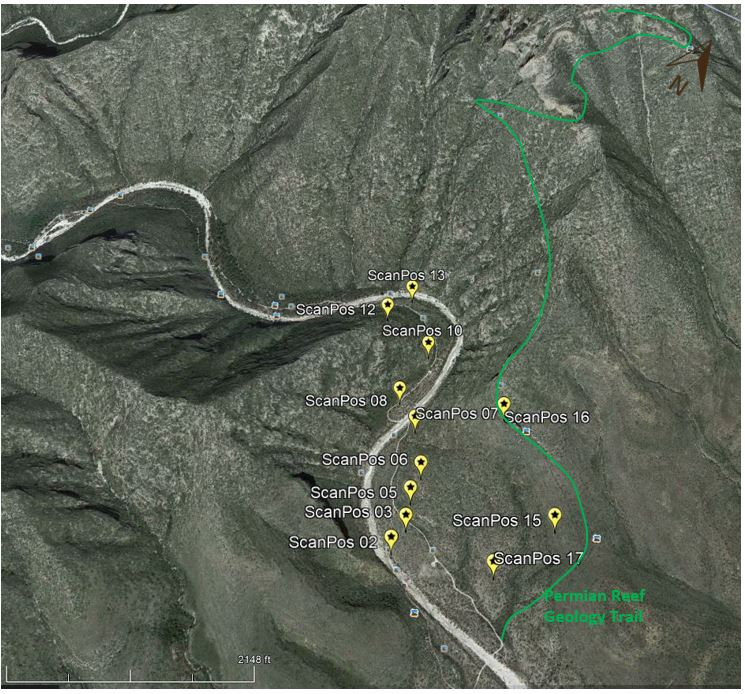 N
ScanPos 13
ScanPos 12
ScanPos 10
ScanPos 08
ScanPos 07
ScanPos 16
ScanPos 06
ScanPos 05
ScanPos 03
ScanPos 15
ScanPos 02
ScanPos 17
Permian Reef
Geology Trail
2148 ft